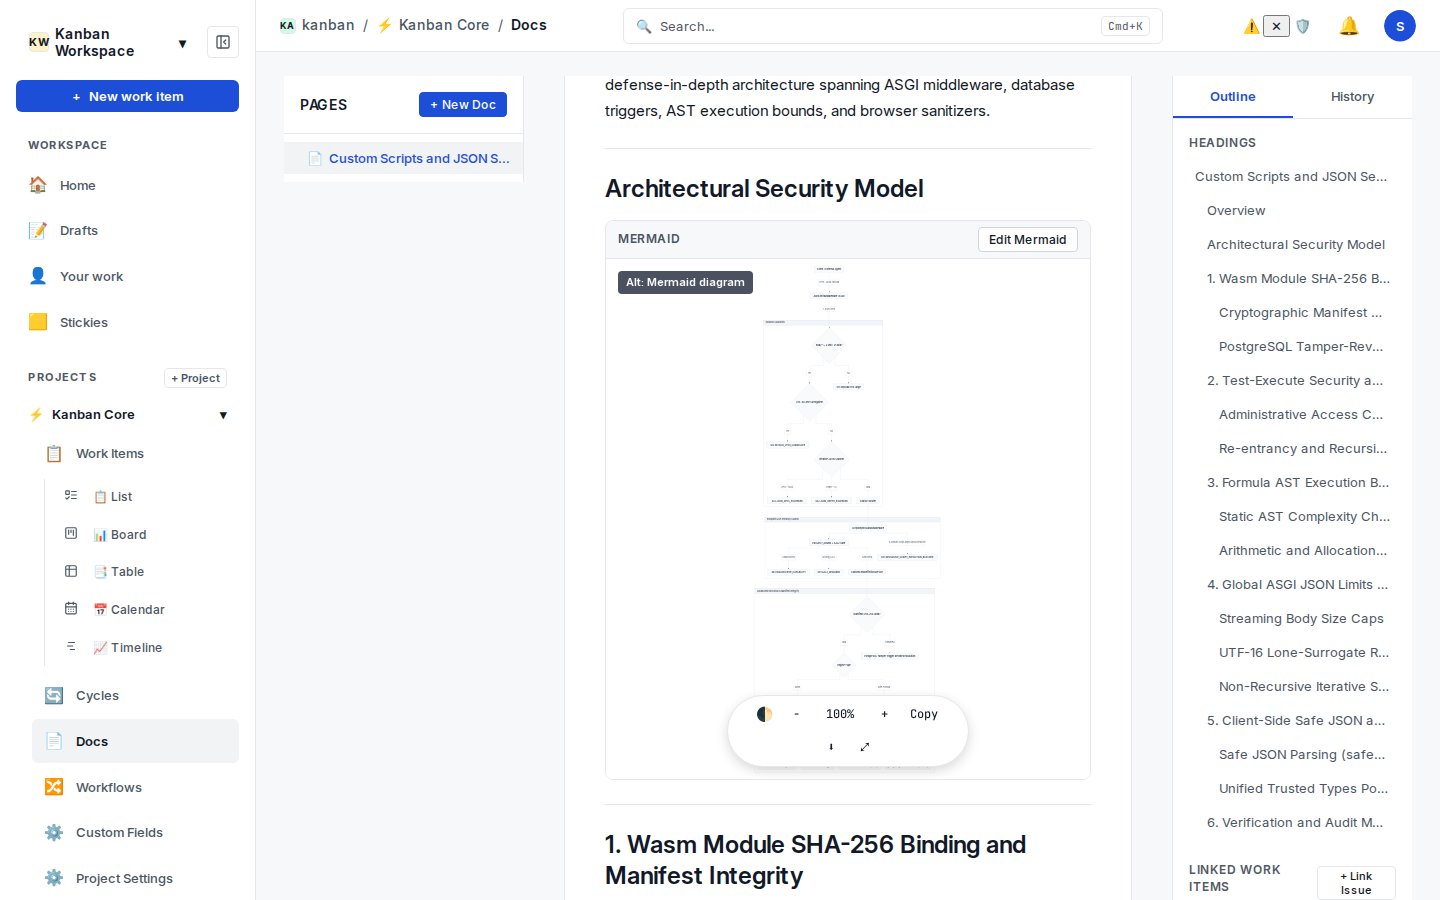 KW Kanban Workspace ▾
+ New work item
WORKSPACE
🏠 Home
📝 Drafts
👤 Your work
🟨 Stickies
PROJECTS + Project
⚡ Kanban Core ▾
📋 Work Items
📋 List
📊 Board
📑 Table
📅 Calendar
📈 Timeline
🔄 Cycles
📄 Docs
🔀 Workflows
⚙️ Custom Fields
⚙️ Project Settings
KA kanban / ⚡ Kanban Core / Docs
🔍 Search... Cmd+K
⚠️ ✕ 🛡️ 🔔 S
PAGES + New Doc
📄 Custom Scripts and JSON S...
defense-in-depth architecture spanning ASGI middleware, database
triggers, AST execution bounds, and browser sanitizers.
Architectural Security Model
MERMAID Edit Mermaid
Alt: Mermaid diagram
🌓 - 100% + Copy
⬇ ⤢
1. Wasm Module SHA-256 Binding and
Manifest Integrity
Outline History
HEADINGS
Custom Scripts and JSON Se...
Overview
Architectural Security Model
1. Wasm Module SHA-256 B...
Cryptographic Manifest ...
PostgreSQL Tamper-Rev...
2. Test-Execute Security a...
Administrative Access C...
Re-entrancy and Recursi...
3. Formula AST Execution B...
Static AST Complexity Ch...
Arithmetic and Allocation...
4. Global ASGI JSON Limits ...
Streaming Body Size Caps
UTF-16 Lone-Surrogate R...
Non-Recursive Iterative S...
5. Client-Side Safe JSON a...
Safe JSON Parsing (safe...
Unified Trusted Types Po...
6. Verification and Audit M...
LINKED WORK ITEMS + Link Issue